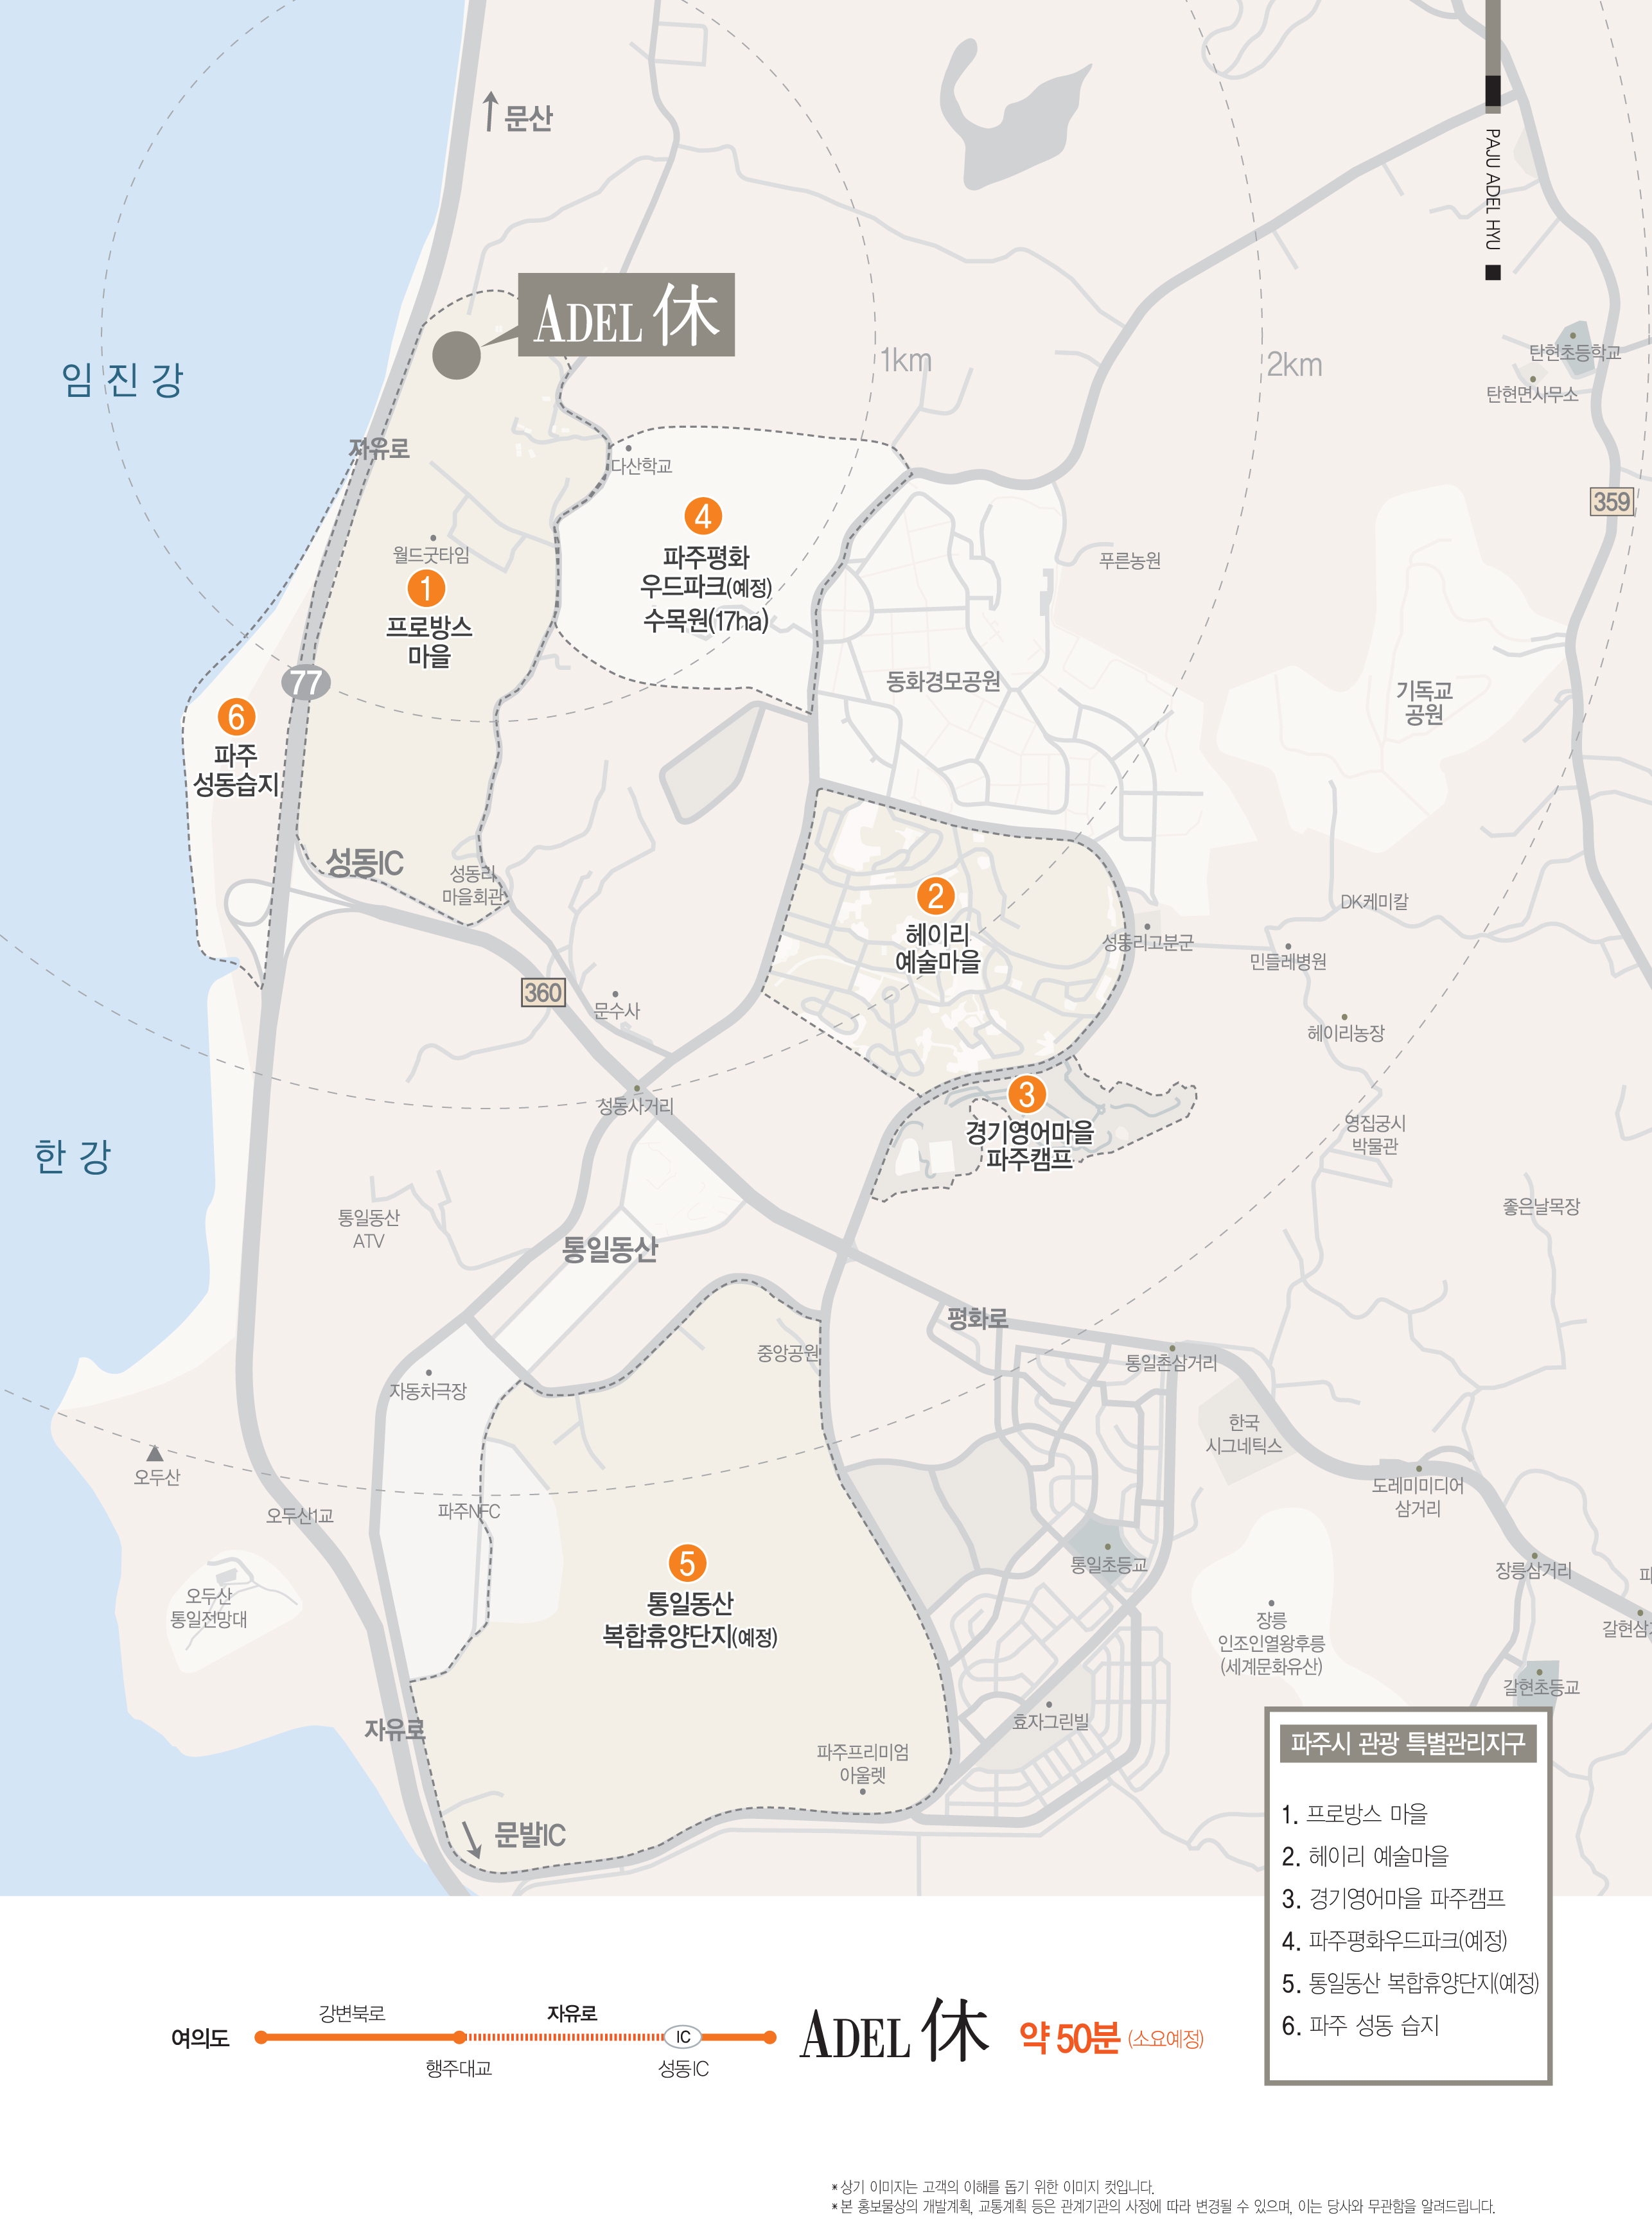 문산
PAJU ADEL HYU
ADEL 休
임진강
1km
2km
탄현초등학교
탄현면사무소
자유로
다산학교
359
4
파주평화
우드파크(예정)
수목원(17ha)
월드굿타임
1
프로방스
마을
푸른농원
77
동화경모공원
기독교
공원
6
파주
성동습지
성동IC
성동리
마을회관
2
헤이리
예술마을
DK케미칼
성동리고분군
민들레병원
360
문수사
헤이리농장
성동사거리
3
경기영어마을
파주캠프
한강
영집궁시
박물관
좋은날목장
통일동산
ATV
통일동산
평화로
중앙공원
통일촌삼거리
자동차극장
한국
시그네틱스
오두산
도레미미디어
삼거리
오두산1교
파주NFC
5
통일동산
복합휴양단지(예정)
통일초등교
장릉삼거리
오두산
통일전망대
장릉
인조인열왕후릉
(세계문화유산)
갈현초등교
자유로
효자그린빌
파주프리미엄
아울렛
문발IC
파주시 관광 특별관리지구
1. 프로방스 마을
2. 헤이리 예술마을
3. 경기영어마을 파주캠프
4. 파주평화우드파크(예정)
5. 통일동산 복합휴양단지(예정)
6. 파주 성동 습지
강변북로
자유로
여의도
IC
ADEL 休
약 50분 (소요예정)
행주대교
성동IC
* 상기 이미지는 고객의 이해를 돕기 위한 이미지 컷입니다.
* 본 홍보물상의 개발계획, 교통계획 등은 관계기관의 사정에 따라 변경될 수 있으며, 이는 당사와 무관함을 알려드립니다.